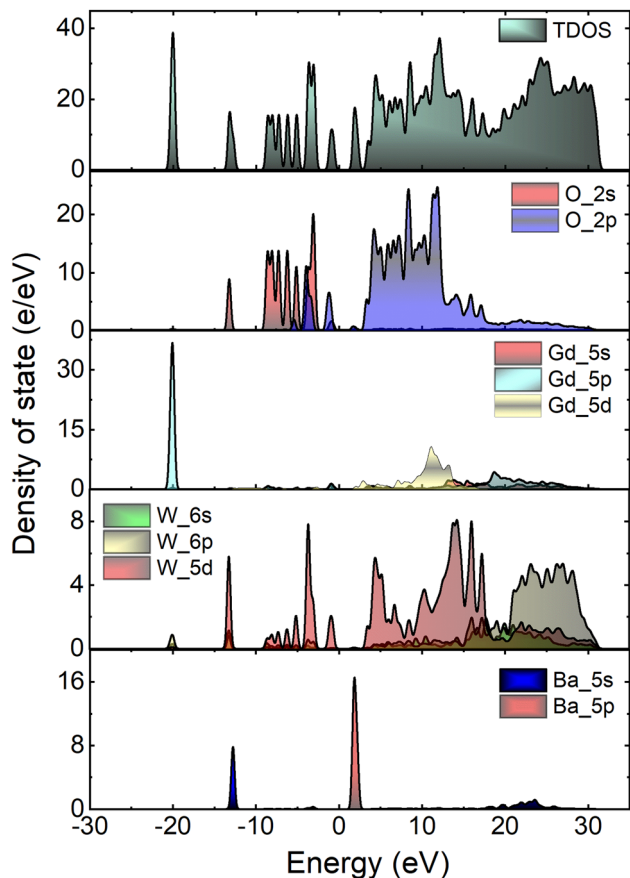 40
20
0
TDOS
20
10
0
O_2s
O_2p
30
15
0
Gd_5s
Gd_5p
Gd_5d
8
4
0
W_6s
W_6p
W_5d
16
8
0
Ba_5s
Ba_5p
-30 -20 -10 0 10 20 30
Energy (eV)
Density of state (e/eV)